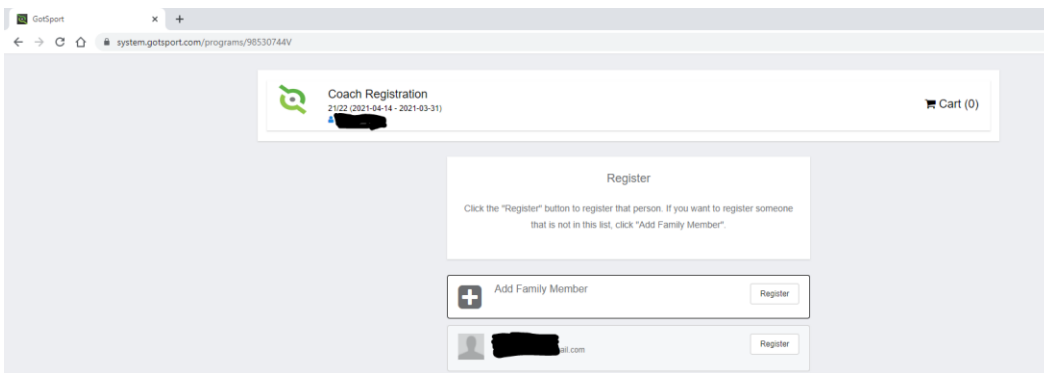 GotSport
system.gotsport.com/programs/98530744V
Coach Registration
21/22 (2021-04-14 - 2021-03-31)
Cart (0)
Register
Click the "Register" button to register that person. If you want to register someone
that is not in this list, click "Add Family Member".
Add Family Member
Register
ail.com
Register